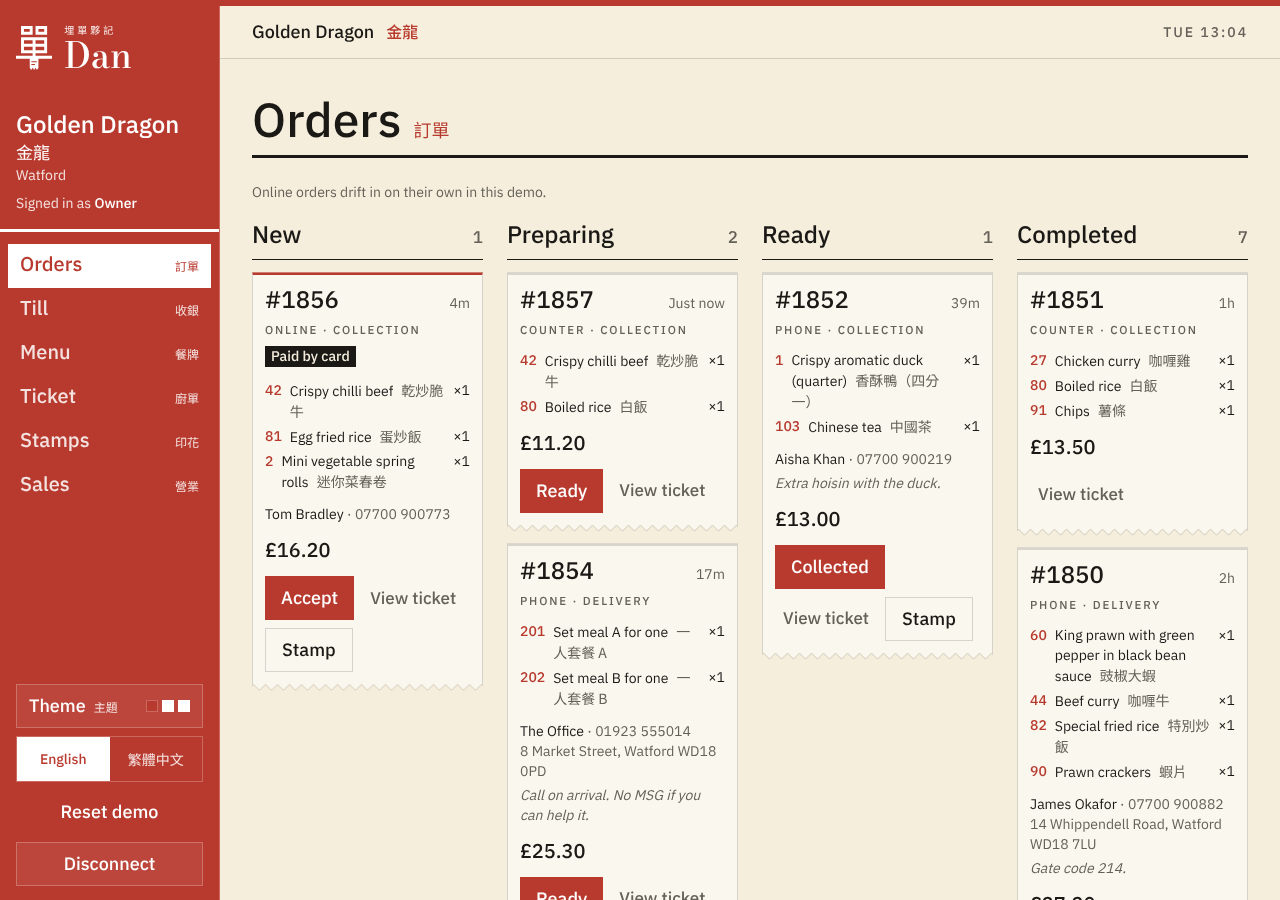 單
埋單夥記
Dan
Golden Dragon
金龍
Watford
Signed in as Owner
Orders 訂單
Till 收銀
Menu 餐牌
Ticket 廚單
Stamps 印花
Sales 營業
Theme 主題
English 繁體中文
Reset demo
Disconnect
Golden Dragon 金龍
TUE 13:04
Orders 訂單
Online orders drift in on their own in this demo.
New 1
#1856 4m
ONLINE · COLLECTION
Paid by card
42 Crispy chilli beef 乾炒脆 ×1
牛
81 Egg fried rice 蛋炒飯 ×1
2 Mini vegetable spring ×1
rolls 迷你菜春卷
Tom Bradley · 07700 900773
£16.20
Accept View ticket
Stamp
Preparing 2
#1857 Just now
COUNTER · COLLECTION
42 Crispy chilli beef 乾炒脆 ×1
牛
80 Boiled rice 白飯 ×1
£11.20
Ready View ticket
#1854 17m
PHONE · DELIVERY
201 Set meal A for one 一 ×1
人套餐 A
202 Set meal B for one 一 ×1
人套餐 B
The Office · 01923 555014
8 Market Street, Watford WD18
0PD
Call on arrival. No MSG if you
can help it.
£25.30
Ready View ticket
Ready 1
#1852 39m
PHONE · COLLECTION
1 Crispy aromatic duck ×1
(quarter) 香酥鴨（四分
一）
103 Chinese tea 中國茶 ×1
Aisha Khan · 07700 900219
Extra hoisin with the duck.
£13.00
Collected
View ticket Stamp
Completed 7
#1851 1h
COUNTER · COLLECTION
27 Chicken curry 咖喱雞 ×1
80 Boiled rice 白飯 ×1
91 Chips 薯條 ×1
£13.50
View ticket
#1850 2h
PHONE · DELIVERY
60 King prawn with green ×1
pepper in black bean
sauce 豉椒大蝦
44 Beef curry 咖喱牛 ×1
82 Special fried rice 特別炒 ×1
飯
90 Prawn crackers 蝦片 ×1
James Okafor · 07700 900882
14 Whippendell Road, Watford
WD18 7LU
Gate code 214.